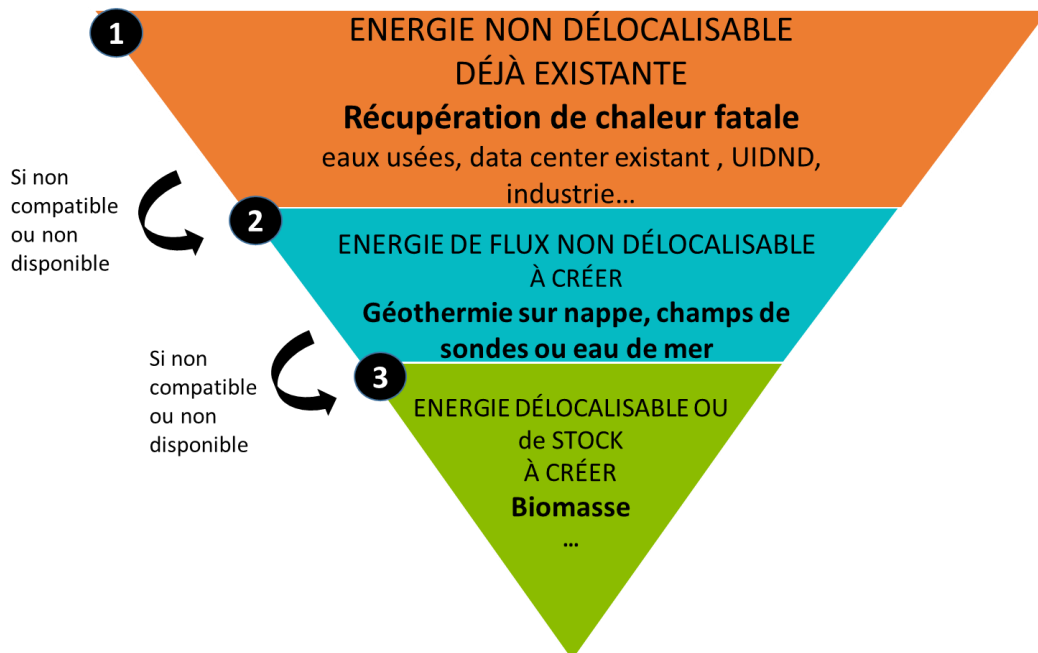 1
ENERGIE NON DÉLOCALISABLE
DÉJÀ EXISTANTE
Récupération de chaleur fatale
eaux usées, data center existant , UIDND,
industrie...
Si non
compatible
ou non
disponible
2
ENERGIE DE FLUX NON DÉLOCALISABLE
À CRÉER
Géothermie sur nappe, champs de
sondes ou eau de mer
Si non
compatible
ou non
disponible
3
ENERGIE DÉLOCALISABLE OU
de STOCK
À CRÉER
Biomasse
...